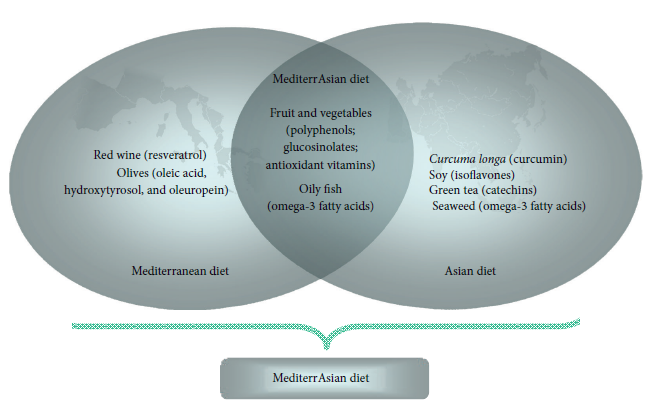 MediterrAsian diet
Fruit and vegetables
(polyphenols;
glucosinolates;
antioxidant vitamins)
Oily fish
(omega-3 fatty acids)
Red wine (resveratrol)
Olives (oleic acid,
hydroxytyrosol, and oleuropein)
Mediterranean diet
Curcuma longa (curcumin)
Soy (isoflavones)
Green tea (catechins)
Seaweed (omega-3 fatty acids)
Asian diet
MediterrAsian diet